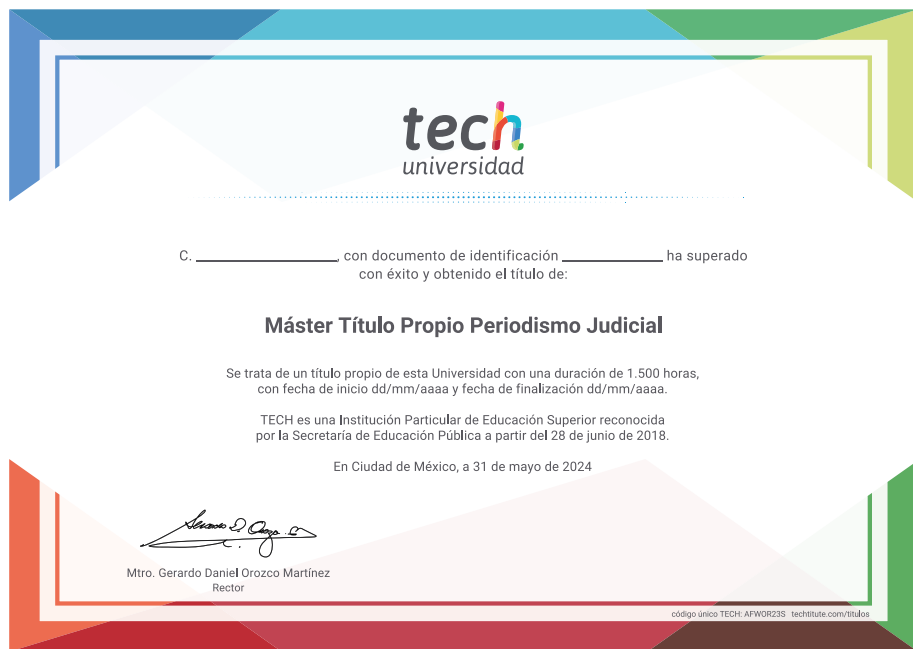 tech
universidad
C. ____________________, con documento de identificación ______________ ha superado
con éxito y obtenido el título de:
Máster Título Propio Periodismo Judicial
Se trata de un título propio de esta Universidad con una duración de 1.500 horas,
con fecha de inicio dd/mm/aaaa y fecha de finalización dd/mm/aaaa.
TECH es una Institución Particular de Educación Superior reconocida
por la Secretaría de Educación Pública a partir del 28 de junio de 2018.
En Ciudad de México, a 31 de mayo de 2024
Mtro. Gerardo Daniel Orozco Martínez
Rector
código único TECH: AFWOR23S techtitute.com/titulos